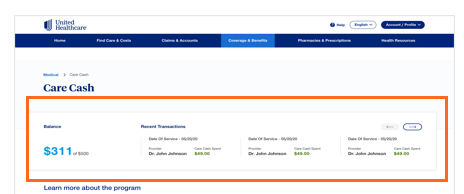 United Healthcare
Help English Account / Profile
Home Find Care & Costs Claims & Accounts Coverage & Benefits Pharmacies & Prescriptions Health Resources
Medical > Care Cash
Care Cash
Balance Recent Transactions
Date Of Service - 05/20/20 Date Of Service - 05/20/20 Date Of Service - 05/20/20
$311 of $500
Provider Care Cash Spent Provider Care Cash Spent Provider Care Cash Spent
Dr. John Johnson $49.00 Dr. John Johnson $49.00 Dr. John Johnson $49.00
Learn more about the program